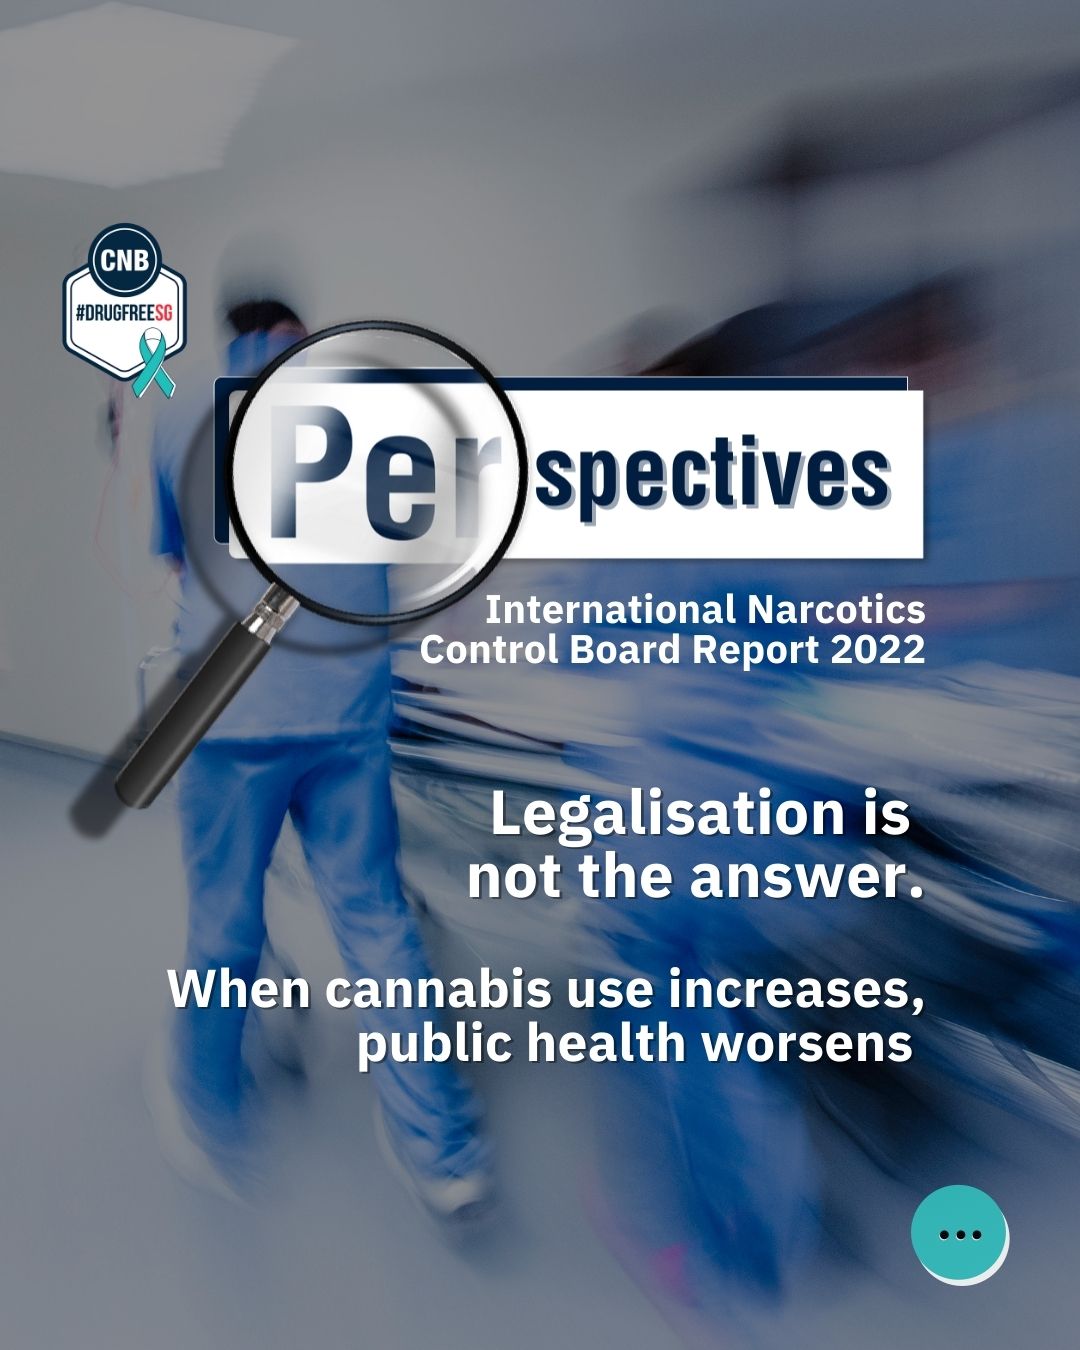 CNB
#DRUGFREESG
Perspectives
International Narcotics
Control Board Report 2022
Legalisation is
not the answer.
When cannabis use increases,
public health worsens